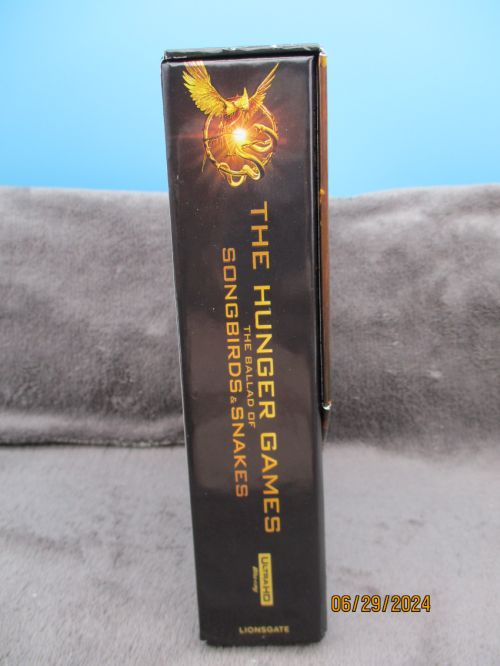 THE HUNGER GAMES
THE BALLAD OF
SONGBIRDS & SNAKES
ULTRA HD
Blu-ray
LIONSGATE
06/29/2024